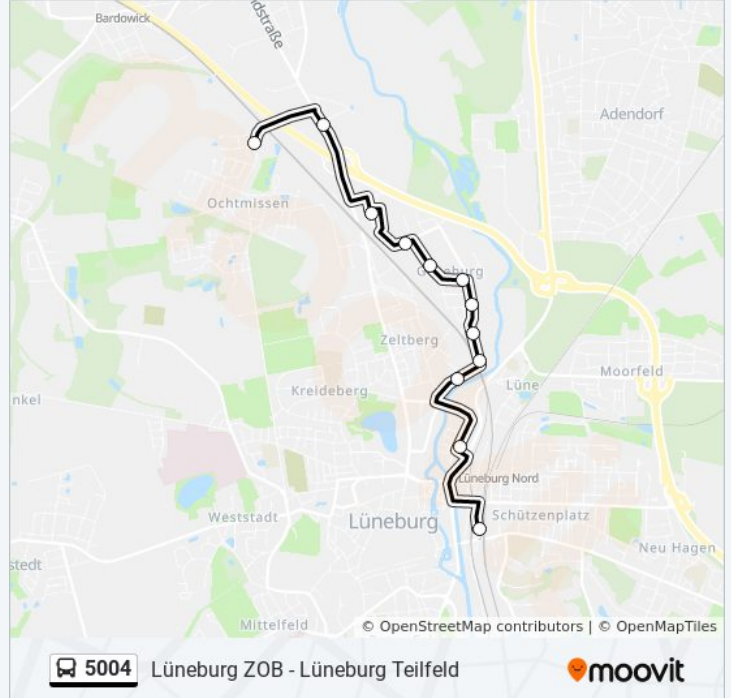 Bardowick
dstraße
Adendorf
Ochtmissen
Zeltberg
Lüne
Moorfeld
Kreideberg
nkel
Lüneburg Nord
Weststadt
Lüneburg
Schützenplatz
Neu Hagen
stedt
Mittelfeld
© OpenStreetMap contributors | © OpenMapTiles
5004 Lüneburg ZOB - Lüneburg Teilfeld
moovit